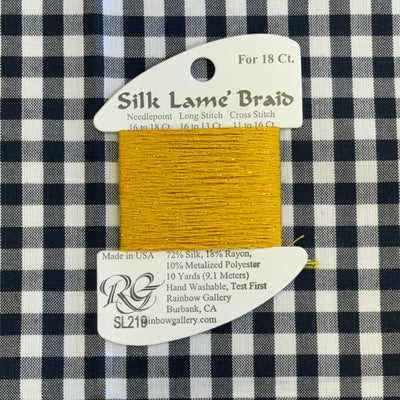 For 18 Ct.
Silk Lamé Braid
Needlepoint Long Stitch Cross Stitch
16 to 18 Ct. 16 to 13 Ct. 11 to 16 Ct.
Made in USA
72% Silk, 18% Rayon,
10% Metalized Polyester
10 Yards (9.1 Meters)
Hand Washable, Test First
Rainbow Gallery
Burbank, CA
RG
SL219
rainbowgallery.com